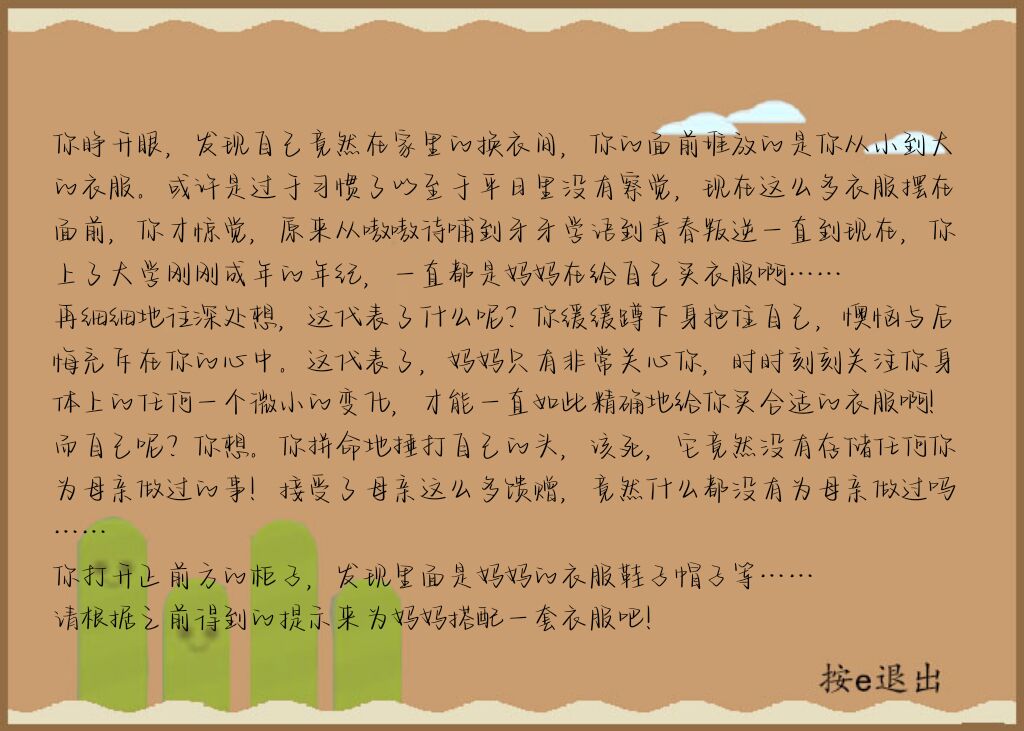 你睁开眼，发现自己竟然在家里的换衣间，你的面前堆放的是你从小到大
的衣服。或许是过于习惯了以至于平日里没有察觉，现在这么多衣服摆在
面前，你才惊觉，原来从嗷嗷待哺到牙牙学语到青春叛逆一直到现在，你
上了大学刚刚成年的年纪，一直都是妈妈在给自己买衣服啊……
再细细地往深处想，这代表了什么呢？你缓缓蹲下身抱住自己，懊恼与后
悔充斥在你的心中。这代表了，妈妈只有非常关心你，时时刻刻关注你身
体上的任何一个微小的变化，才能一直如此精确地给你买合适的衣服啊！
而自己呢？你想。你拼命地捶打自己的头，该死，它竟然没有存储任何你
为母亲做过的事！接受了母亲这么多馈赠，竟然什么都没有为母亲做过吗
……
你打开正前方的柜子，发现里面是妈妈的衣服鞋子帽子等……
请根据之前得到的提示来为妈妈搭配一套衣服吧！
按e退出